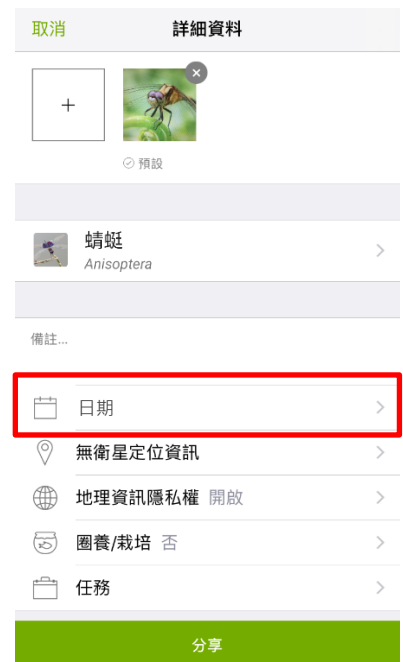 取消 詳細資料
預設
蜻蜓
Anisoptera
備註...
日期
無衛星定位資訊
地理資訊隱私權 開啟
圈養/栽培 否
任務
分享